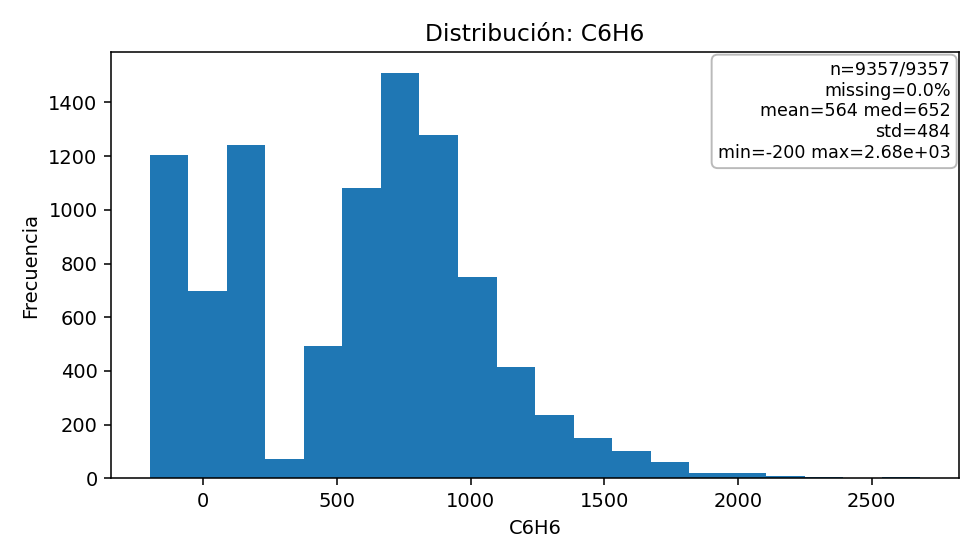 Distribución: C6H6
n=9357/9357
missing=0.0%
mean=564 med=652
std=484
min=-200 max=2.68e+03
Frecuencia
1400
1200
1000
800
600
400
200
0
0 500 1000 1500 2000 2500
C6H6